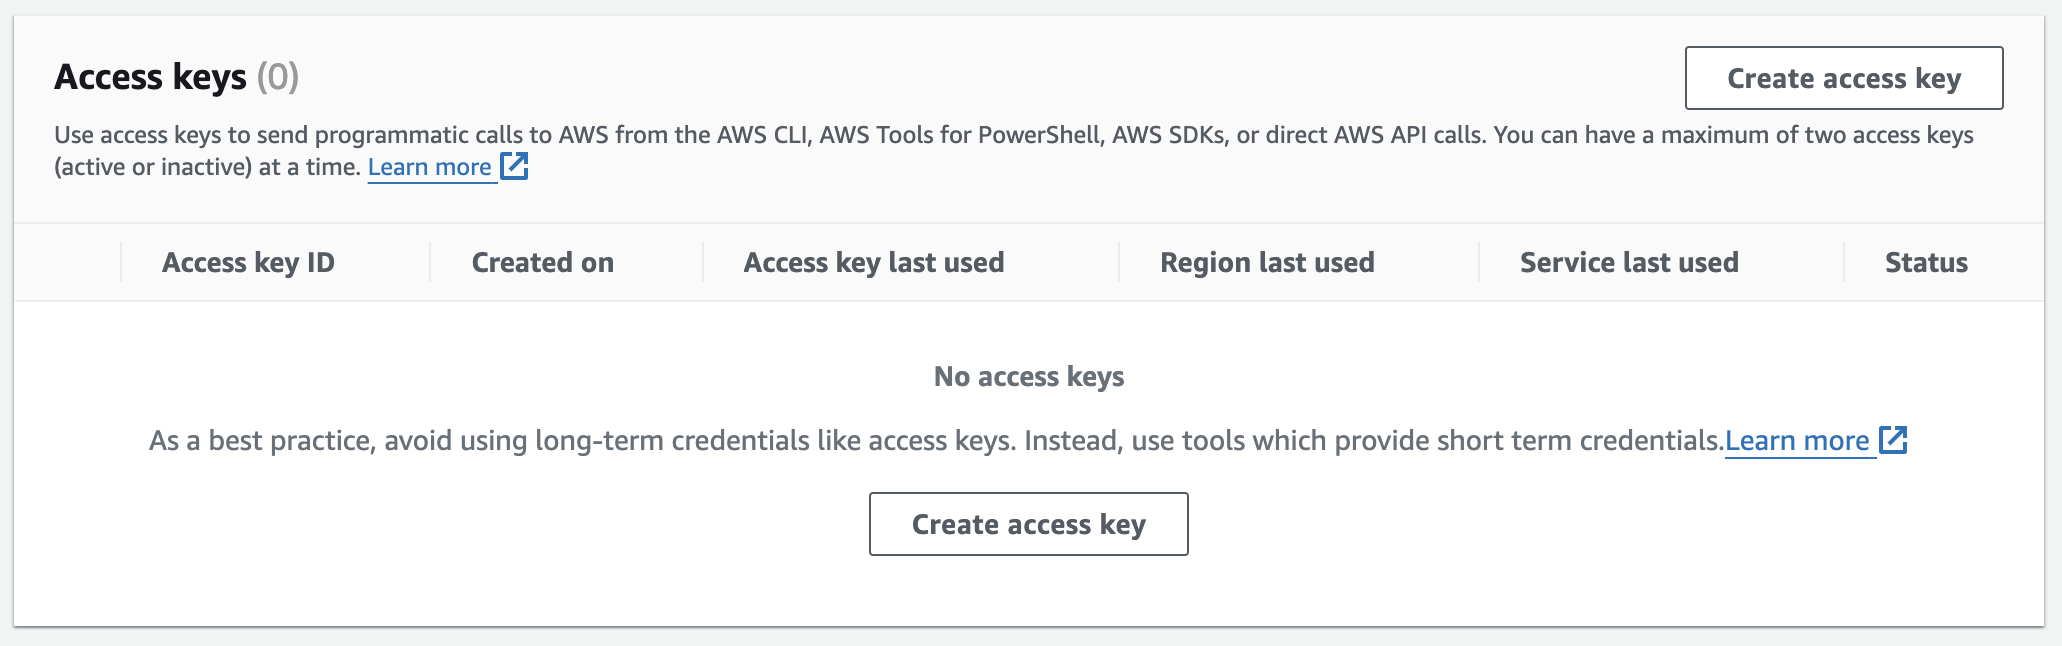 Access keys (0)
Create access key
Use access keys to send programmatic calls to AWS from the AWS CLI, AWS Tools for PowerShell, AWS SDKs, or direct AWS API calls. You can have a maximum of two access keys
(active or inactive) at a time. Learn more
Access key ID Created on Access key last used Region last used Service last used Status
No access keys
As a best practice, avoid using long-term credentials like access keys. Instead, use tools which provide short term credentials.Learn more
Create access key